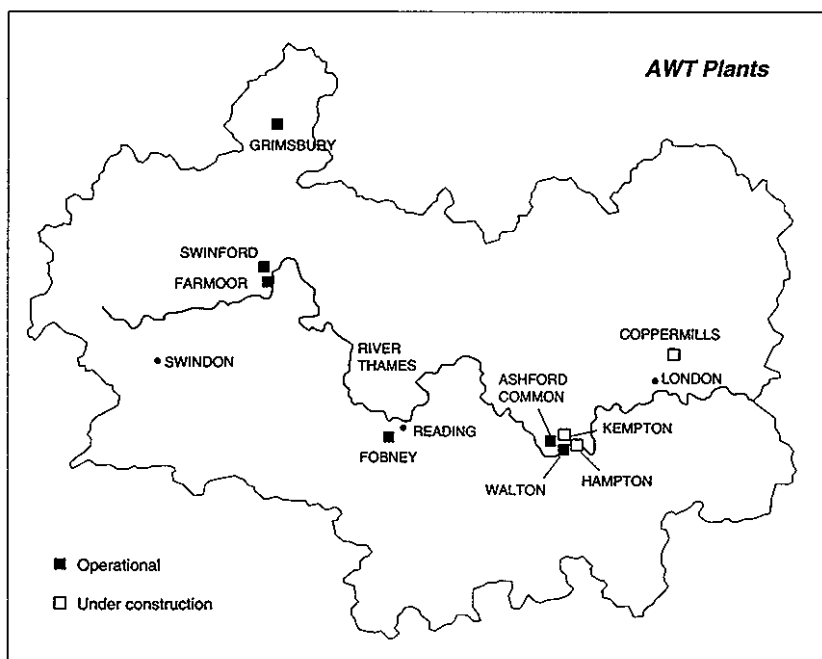 AWT Plants
GRIMSBURY
SWINFORD
FARMOOR
SWINDON
RIVER
THAMES
COPPERMILLS
LONDON
ASHFORD
COMMON
KEMPTON
READING
FOBNEY
WALTON
HAMPTON
Operational
Under construction